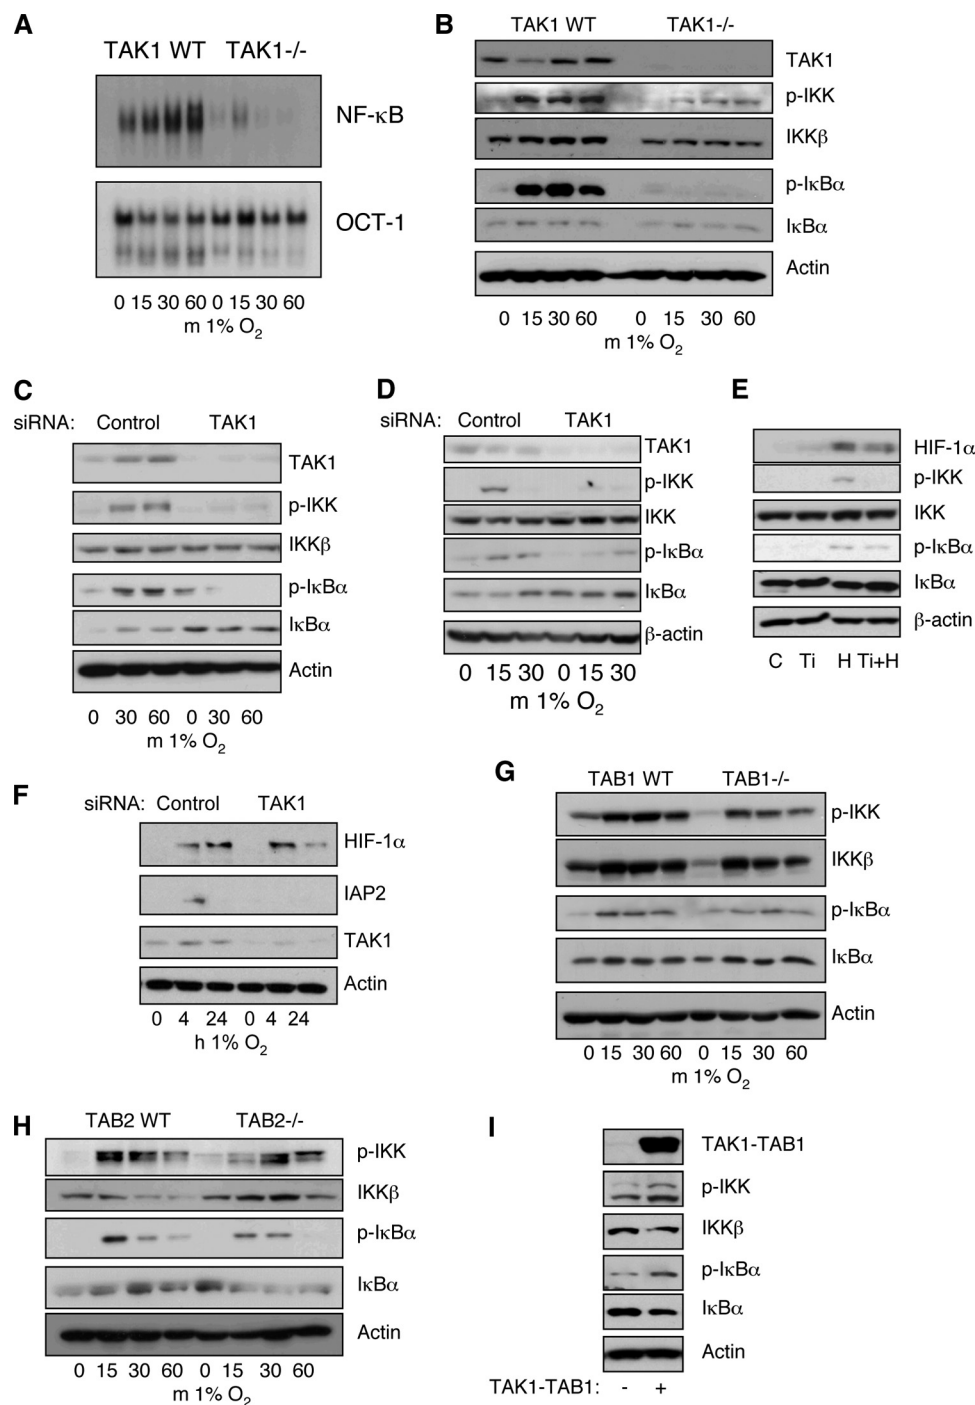 A
TAK1 WT TAK1-/-
NF-κB
OCT-1
0 15 30 60 0 15 30 60
m 1% O2
B
TAK1 WT TAK1-/-
TAK1
p-IKK
IKKβ
p-IκBα
IκBα
Actin
0 15 30 60 0 15 30 60
m 1% O2
C
siRNA: Control TAK1
TAK1
p-IKK
IKKβ
p-IκBα
IκBα
Actin
0 30 60 0 30 60
m 1% O2
D
siRNA: Control TAK1
TAK1
p-IKK
IKK
p-IκBα
IκBα
β-actin
0 15 30 0 15 30
m 1% O2
E
HIF-1α
p-IKK
IKK
p-IκBα
IκBα
β-actin
C Ti H Ti+H
F
siRNA: Control TAK1
HIF-1α
IAP2
TAK1
Actin
0 4 24 0 4 24
h 1% O2
G
TAB1 WT TAB1-/-
p-IKK
IKKβ
p-IκBα
IκBα
Actin
0 15 30 60 0 15 30 60
m 1% O2
H
TAB2 WT TAB2-/-
p-IKK
IKKβ
p-IκBα
IκBα
Actin
0 15 30 60 0 15 30 60
m 1% O2
I
TAK1-TAB1
p-IKK
IKKβ
p-IκBα
IκBα
Actin
TAK1-TAB1: - +